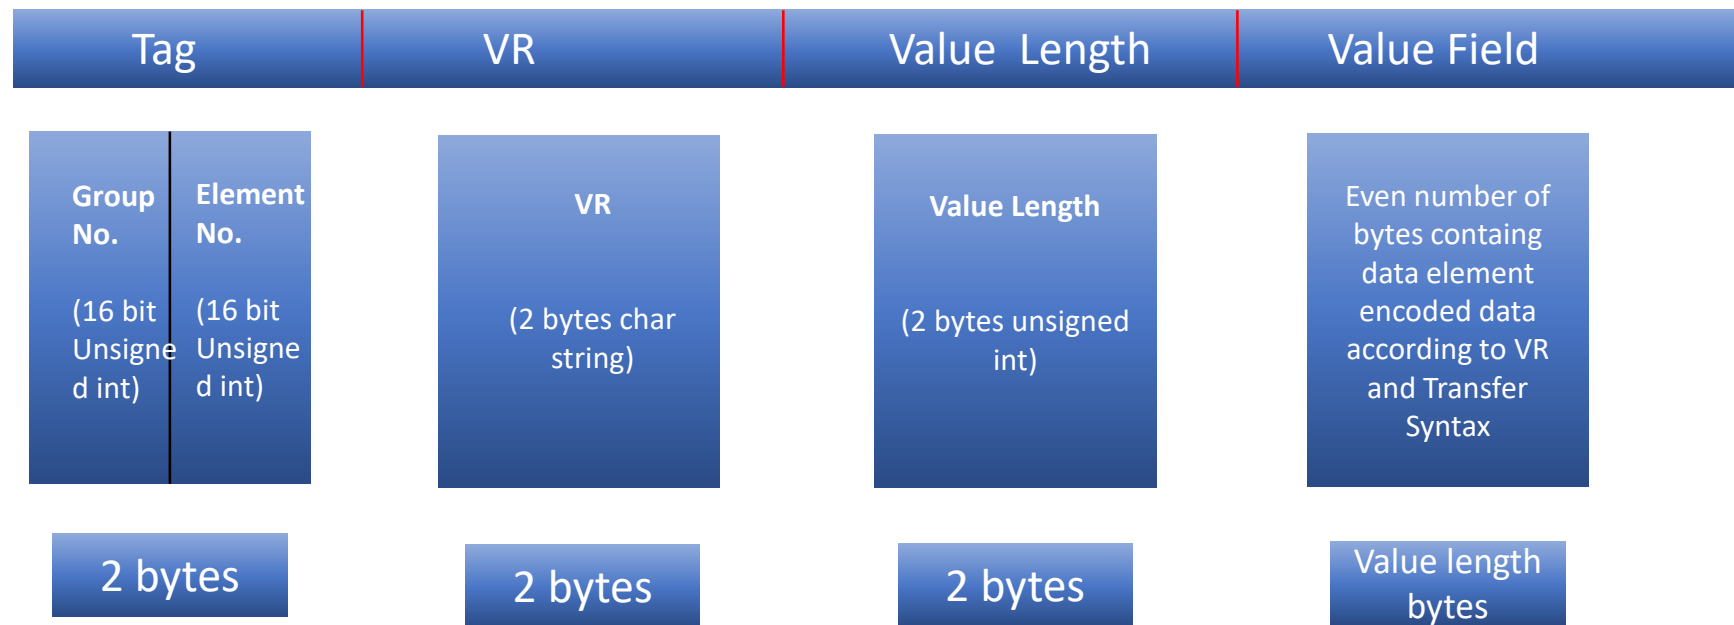 Tag VR Value Length Value Field
Group
No.
(16 bit
Unsigne
d int)
Element
No.
(16 bit
Unsigne
d int)
VR
(2 bytes char
string)
Value Length
(2 bytes unsigned
int)
Even number of
bytes containg
data element
encoded data
according to VR
and Transfer
Syntax
2 bytes
2 bytes
2 bytes
Value length
bytes